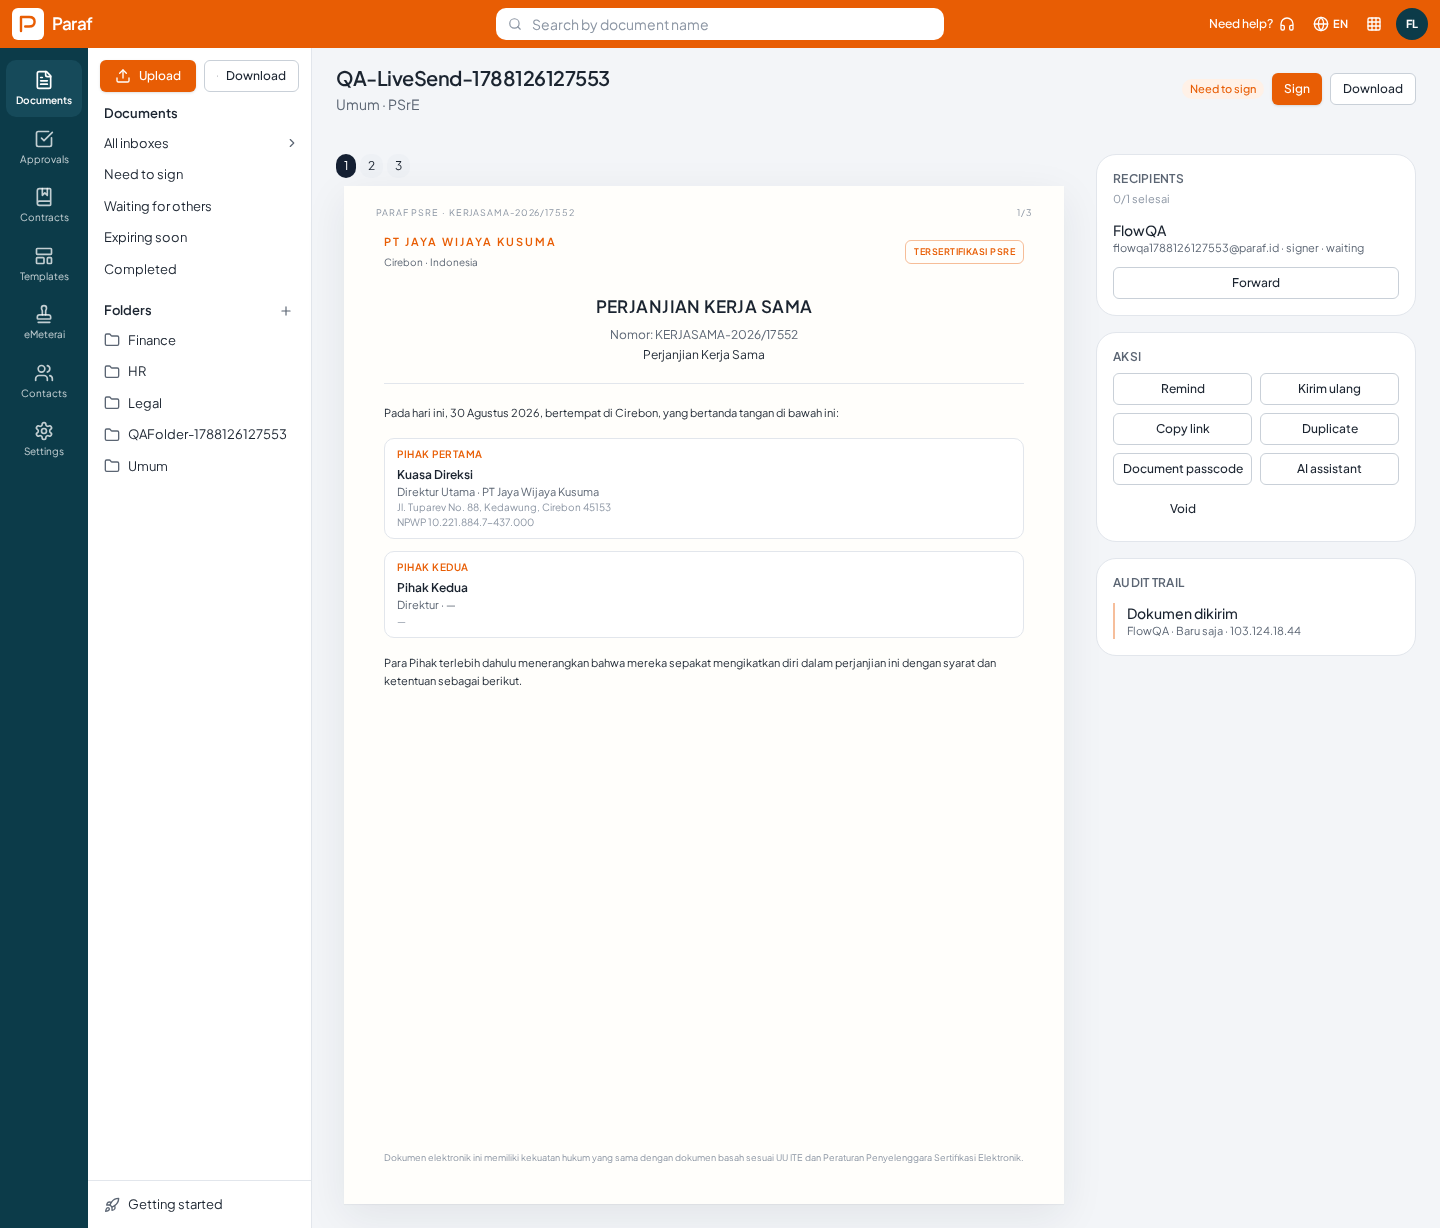 Paraf
Search by document name
Need help?
EN
FL
Documents
Approvals
Contracts
Templates
eMeterai
Contacts
Settings
Upload
Download
Documents
All inboxes
Need to sign
Waiting for others
Expiring soon
Completed
Folders
Finance
HR
Legal
QAFolder-1788126127553
Umum
Getting started
QA-LiveSend-1788126127553
Umum · PSrE
Need to sign
Sign
Download
1 2 3
PARAF PSRE · KERJASAMA-2026/17552
1/3
PT JAYA WIJAYA KUSUMA
Cirebon · Indonesia
TERSERTIFIKASI PSRE
PERJANJIAN KERJA SAMA
Nomor: KERJASAMA-2026/17552
Perjanjian Kerja Sama
Pada hari ini, 30 Agustus 2026, bertempat di Cirebon, yang bertanda tangan di bawah ini:
PIHAK PERTAMA
Kuasa Direksi
Direktur Utama · PT Jaya Wijaya Kusuma
Jl. Tuparev No. 88, Kedawung, Cirebon 45153
NPWP 10.221.884.7-437.000
PIHAK KEDUA
Pihak Kedua
Direktur · —
—
Para Pihak terlebih dahulu menerangkan bahwa mereka sepakat mengikatkan diri dalam perjanjian ini dengan syarat dan
ketentuan sebagai berikut.
Dokumen elektronik ini memiliki kekuatan hukum yang sama dengan dokumen basah sesuai UU ITE dan Peraturan Penyelenggara Sertifikasi Elektronik.
RECIPIENTS
0/1 selesai
FlowQA
flowqa1788126127553@paraf.id · signer · waiting
Forward
AKSI
Remind
Kirim ulang
Copy link
Duplicate
Document passcode
AI assistant
Void
AUDIT TRAIL
Dokumen dikirim
FlowQA · Baru saja · 103.124.18.44